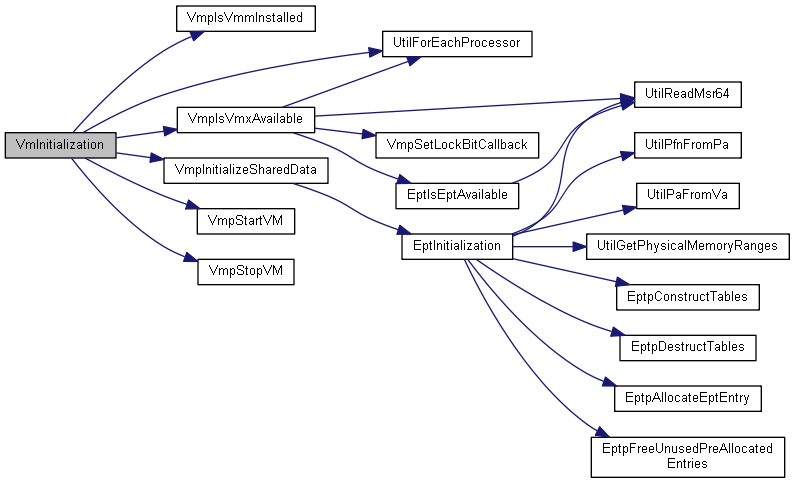 VmpIsVmmInstalled
UtilForEachProcessor
UtilReadMsr64
VmpIsVmxAvailable
VmInitialization
VmpSetLockBitCallback
UtilPfnFromPa
VmpInitializeSharedData
EptIsEptAvailable
UtilPaFromVa
VmpStartVM
EptInitialization
UtilGetPhysicalMemoryRanges
VmpStopVM
EptpConstructTables
EptpDestructTables
EptpAllocateEptEntry
EptpFreeUnusedPreAllocated
Entries